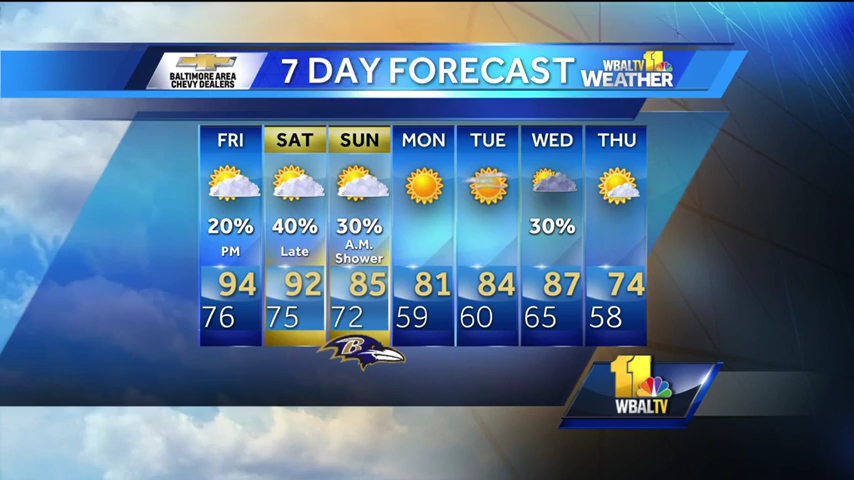 7 DAY FORECAST
BALTIMORE AREA
CHEVY DEALERS
WBALTV 11
WEATHER
FRI SAT SUN MON TUE WED THU
20% 40% 30% 30%
PM Late A.M.
Shower
94 92 85 81 84 87 74
76 75 72 59 60 65 58
B
11
WBALTV